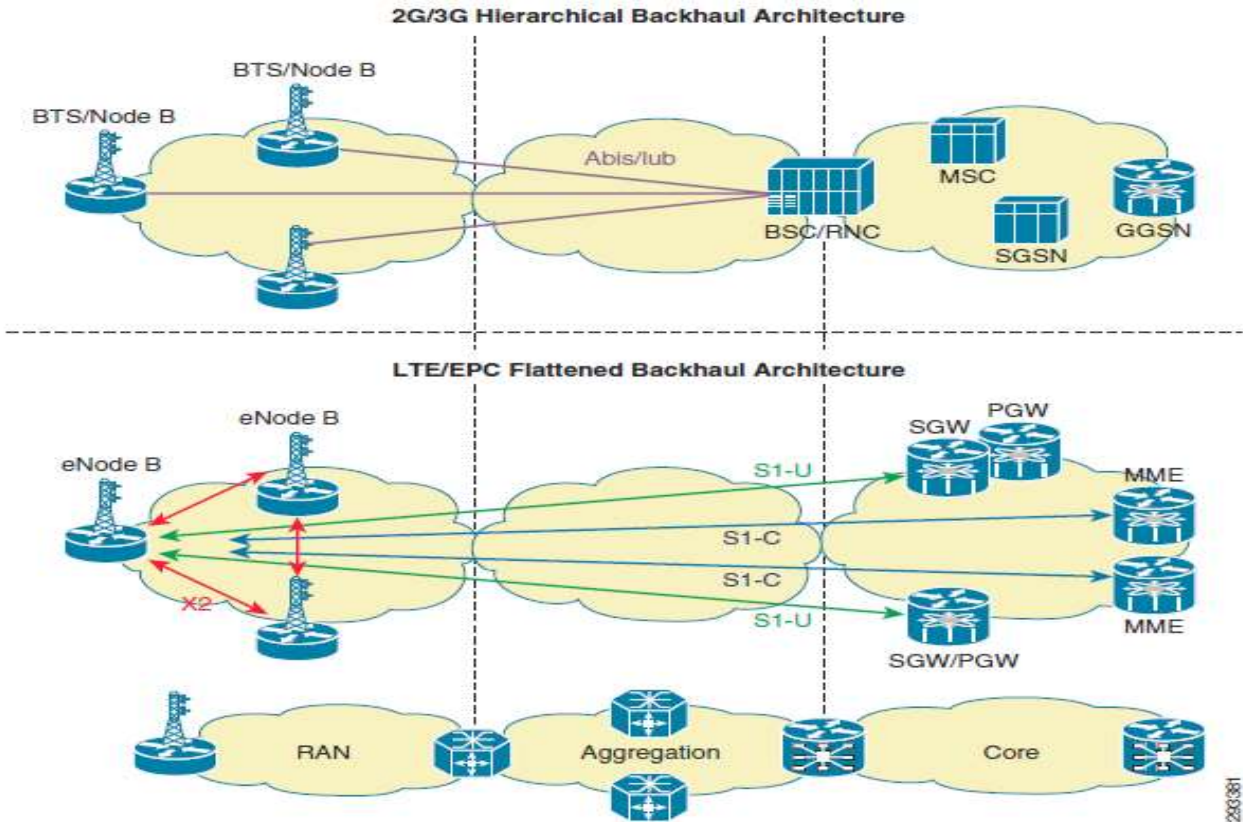 2G/3G Hierarchical Backhaul Architecture
BTS/Node B
BTS/Node B
Abis/Iub
MSC
BSC/RNC
SGSN
GGSN
LTE/EPC Flattened Backhaul Architecture
eNode B
eNode B
SGW
PGW
S1-U
MME
S1-C
S1-C
X2
S1-U
MME
SGW/PGW
RAN
Aggregation
Core
293381